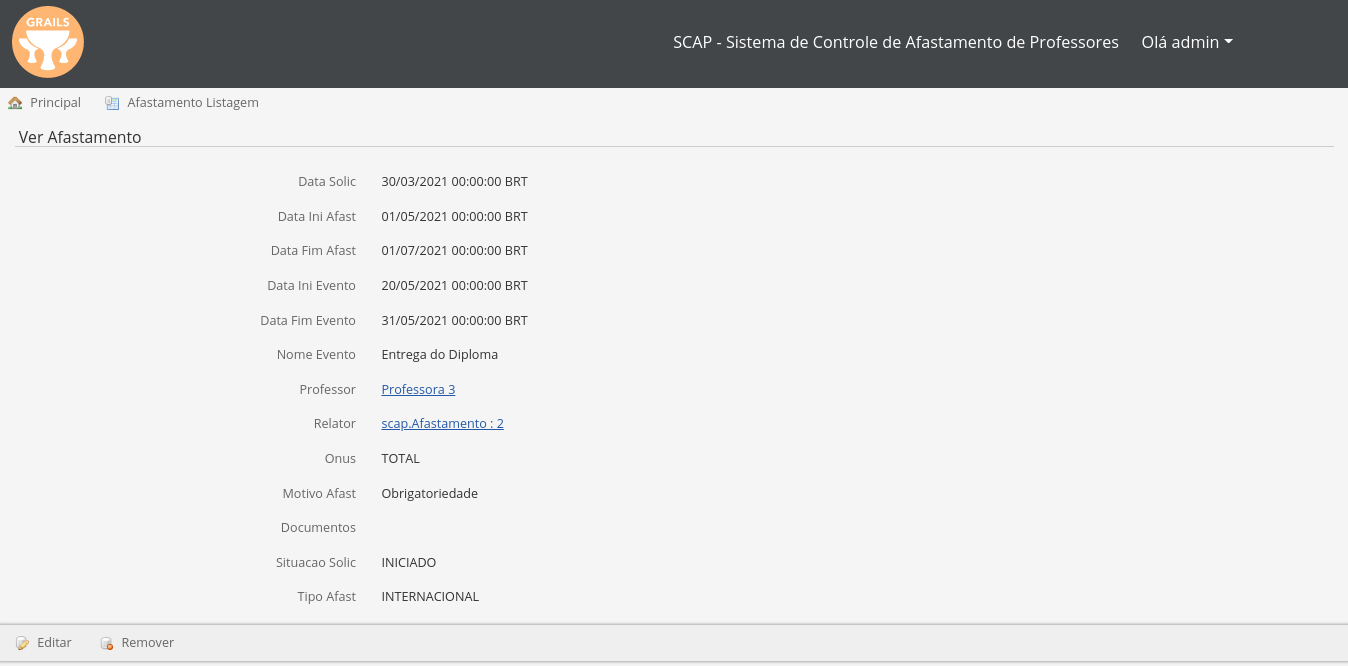 GRAILS
SCAP - Sistema de Controle de Afastamento de Professores Olá admin
Principal Afastamento Listagem
Ver Afastamento
Data Solic 30/03/2021 00:00:00 BRT
Data Ini Afast 01/05/2021 00:00:00 BRT
Data Fim Afast 01/07/2021 00:00:00 BRT
Data Ini Evento 20/05/2021 00:00:00 BRT
Data Fim Evento 31/05/2021 00:00:00 BRT
Nome Evento Entrega do Diploma
Professor Professora 3
Relator scap.Afastamento : 2
Onus TOTAL
Motivo Afast Obrigatoriedade
Documentos
Situacao Solic INICIADO
Tipo Afast INTERNACIONAL
Editar Remover